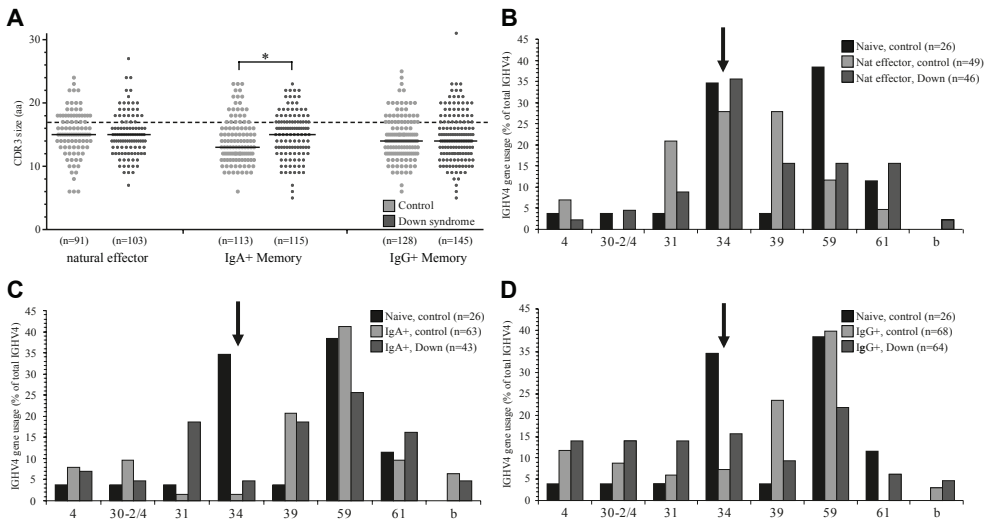 A
CDR3 size (aa)
30
20
10
0
*
Control
Down syndrome
(n=91) (n=103) (n=113) (n=115) (n=128) (n=145)
natural effector IgA+ Memory IgG+ Memory
B
IGHV4 gene usage (% of total IGHV4)
45
40
35
30
25
20
15
10
5
0
Naive, control (n=26)
Nat effector, control (n=49)
Nat effector, Down (n=46)
4 30-2/4 31 34 39 59 61 b
C
IGHV4 gene usage (% of total IGHV4)
45
40
35
30
25
20
15
10
5
0
Naive, control (n=26)
IgA+, control (n=63)
IgA+, Down (n=43)
4 30-2/4 31 34 39 59 61 b
D
IGHV4 gene usage (% of total IGHV4)
45
40
35
30
25
20
15
10
5
0
Naive, control (n=26)
IgG+, control (n=68)
IgG+, Down (n=64)
4 30-2/4 31 34 39 59 61 b